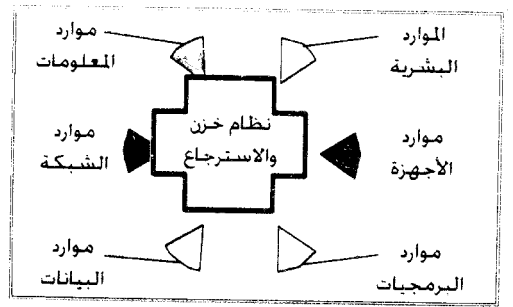 الموارد
البشرية
موارد
المعلومات
نظام خزن
والاسترجاع
موارد
الأجهزة
موارد
الشبكة
موارد
البرمجيات
موارد
البيانات